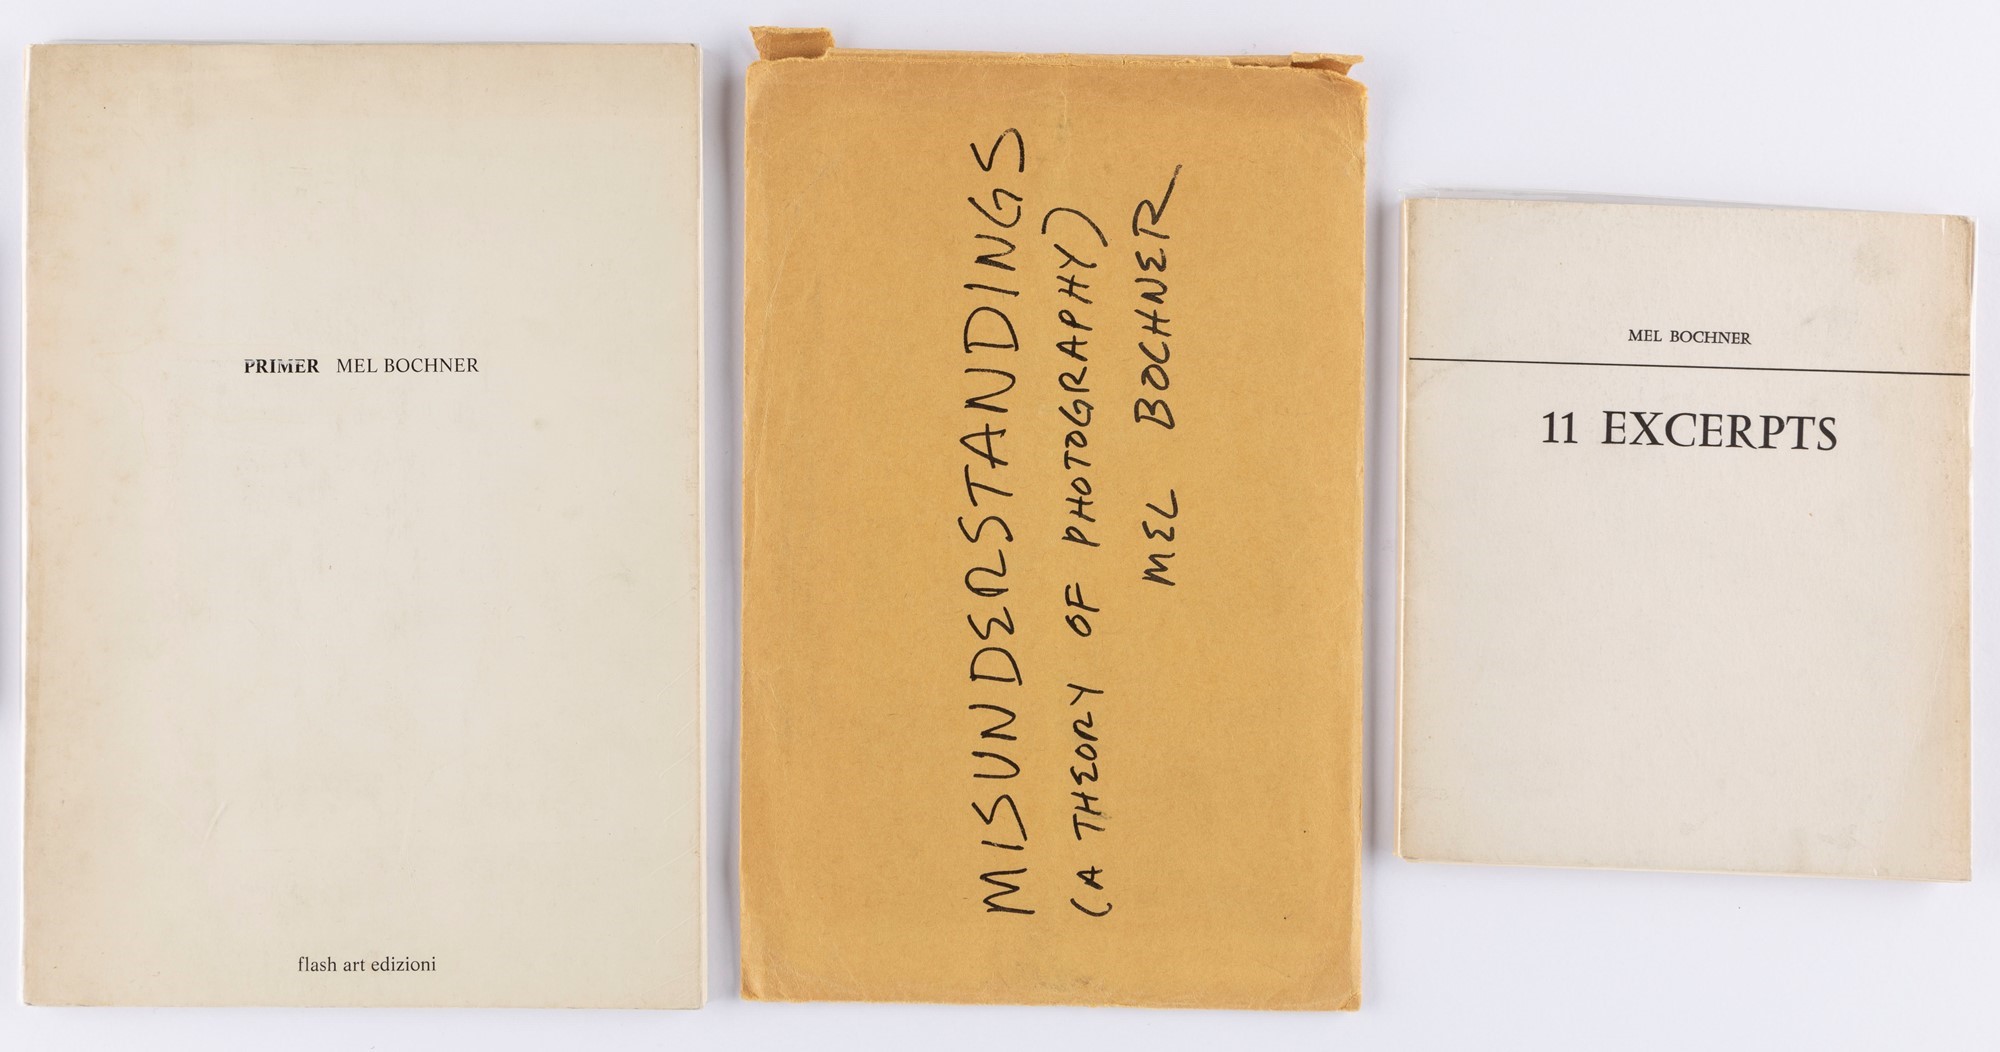 PRIMER MEL BOCHNER
flash art edizioni
MISUNDERSTANDINGS
(A THEORY OF PHOTOGRAPHY)
MEL BOCHNER
MEL BOCHNER
11 EXCERPTS